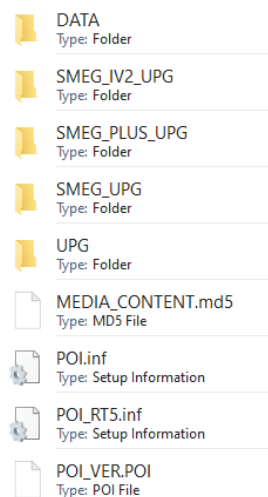 DATA
Type: Folder
SMEG_IV2_UPG
Type: Folder
SMEG_PLUS_UPG
Type: Folder
SMEG_UPG
Type: Folder
UPG
Type: Folder
MEDIA_CONTENT.md5
Type: MD5 File
POI.inf
Type: Setup Information
POI_RT5.inf
Type: Setup Information
POI_VER.POI
Type: POI File